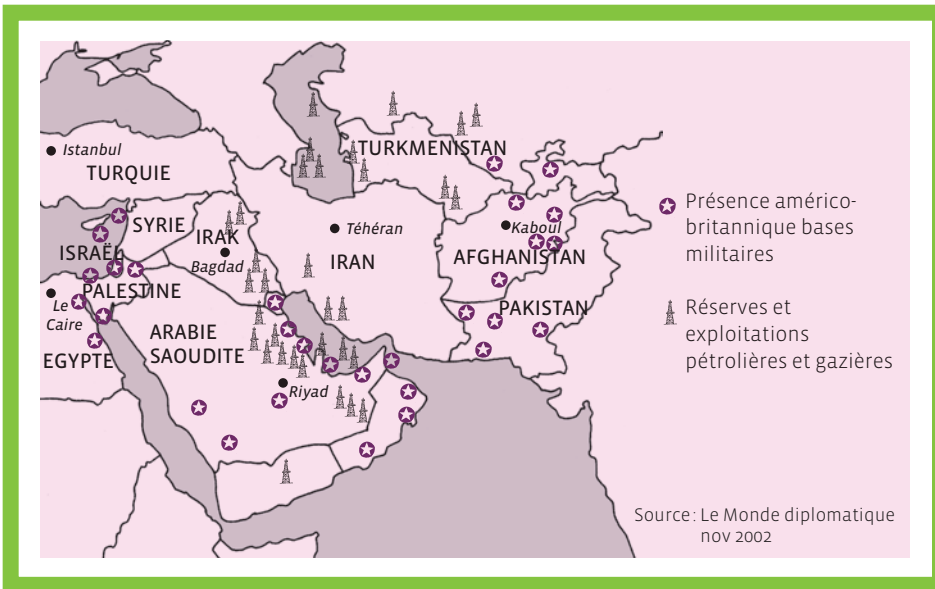 Istanbul
TURQUIE
TURKMENISTAN
SYRIE
IRAK
Téhéran
Kaboul
ISRAËL
Bagdad
IRAN
AFGHANISTAN
PALESTINE
Le
Caire
PAKISTAN
ARABIE
SAOUDITE
EGYPTE
Riyad
Présence américo-
britannique bases
militaires
Réserves et
exploitations
pétrolières et gazières
Source: Le Monde diplomatique
nov 2002